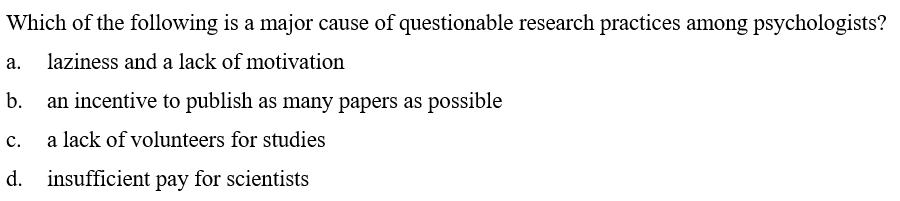 Which of the following is a major cause of questionable research practices among psychologists?
a. laziness and a lack of motivation
b. an incentive to publish as many papers as possible
c. a lack of volunteers for studies
d. insufficient pay for scientists